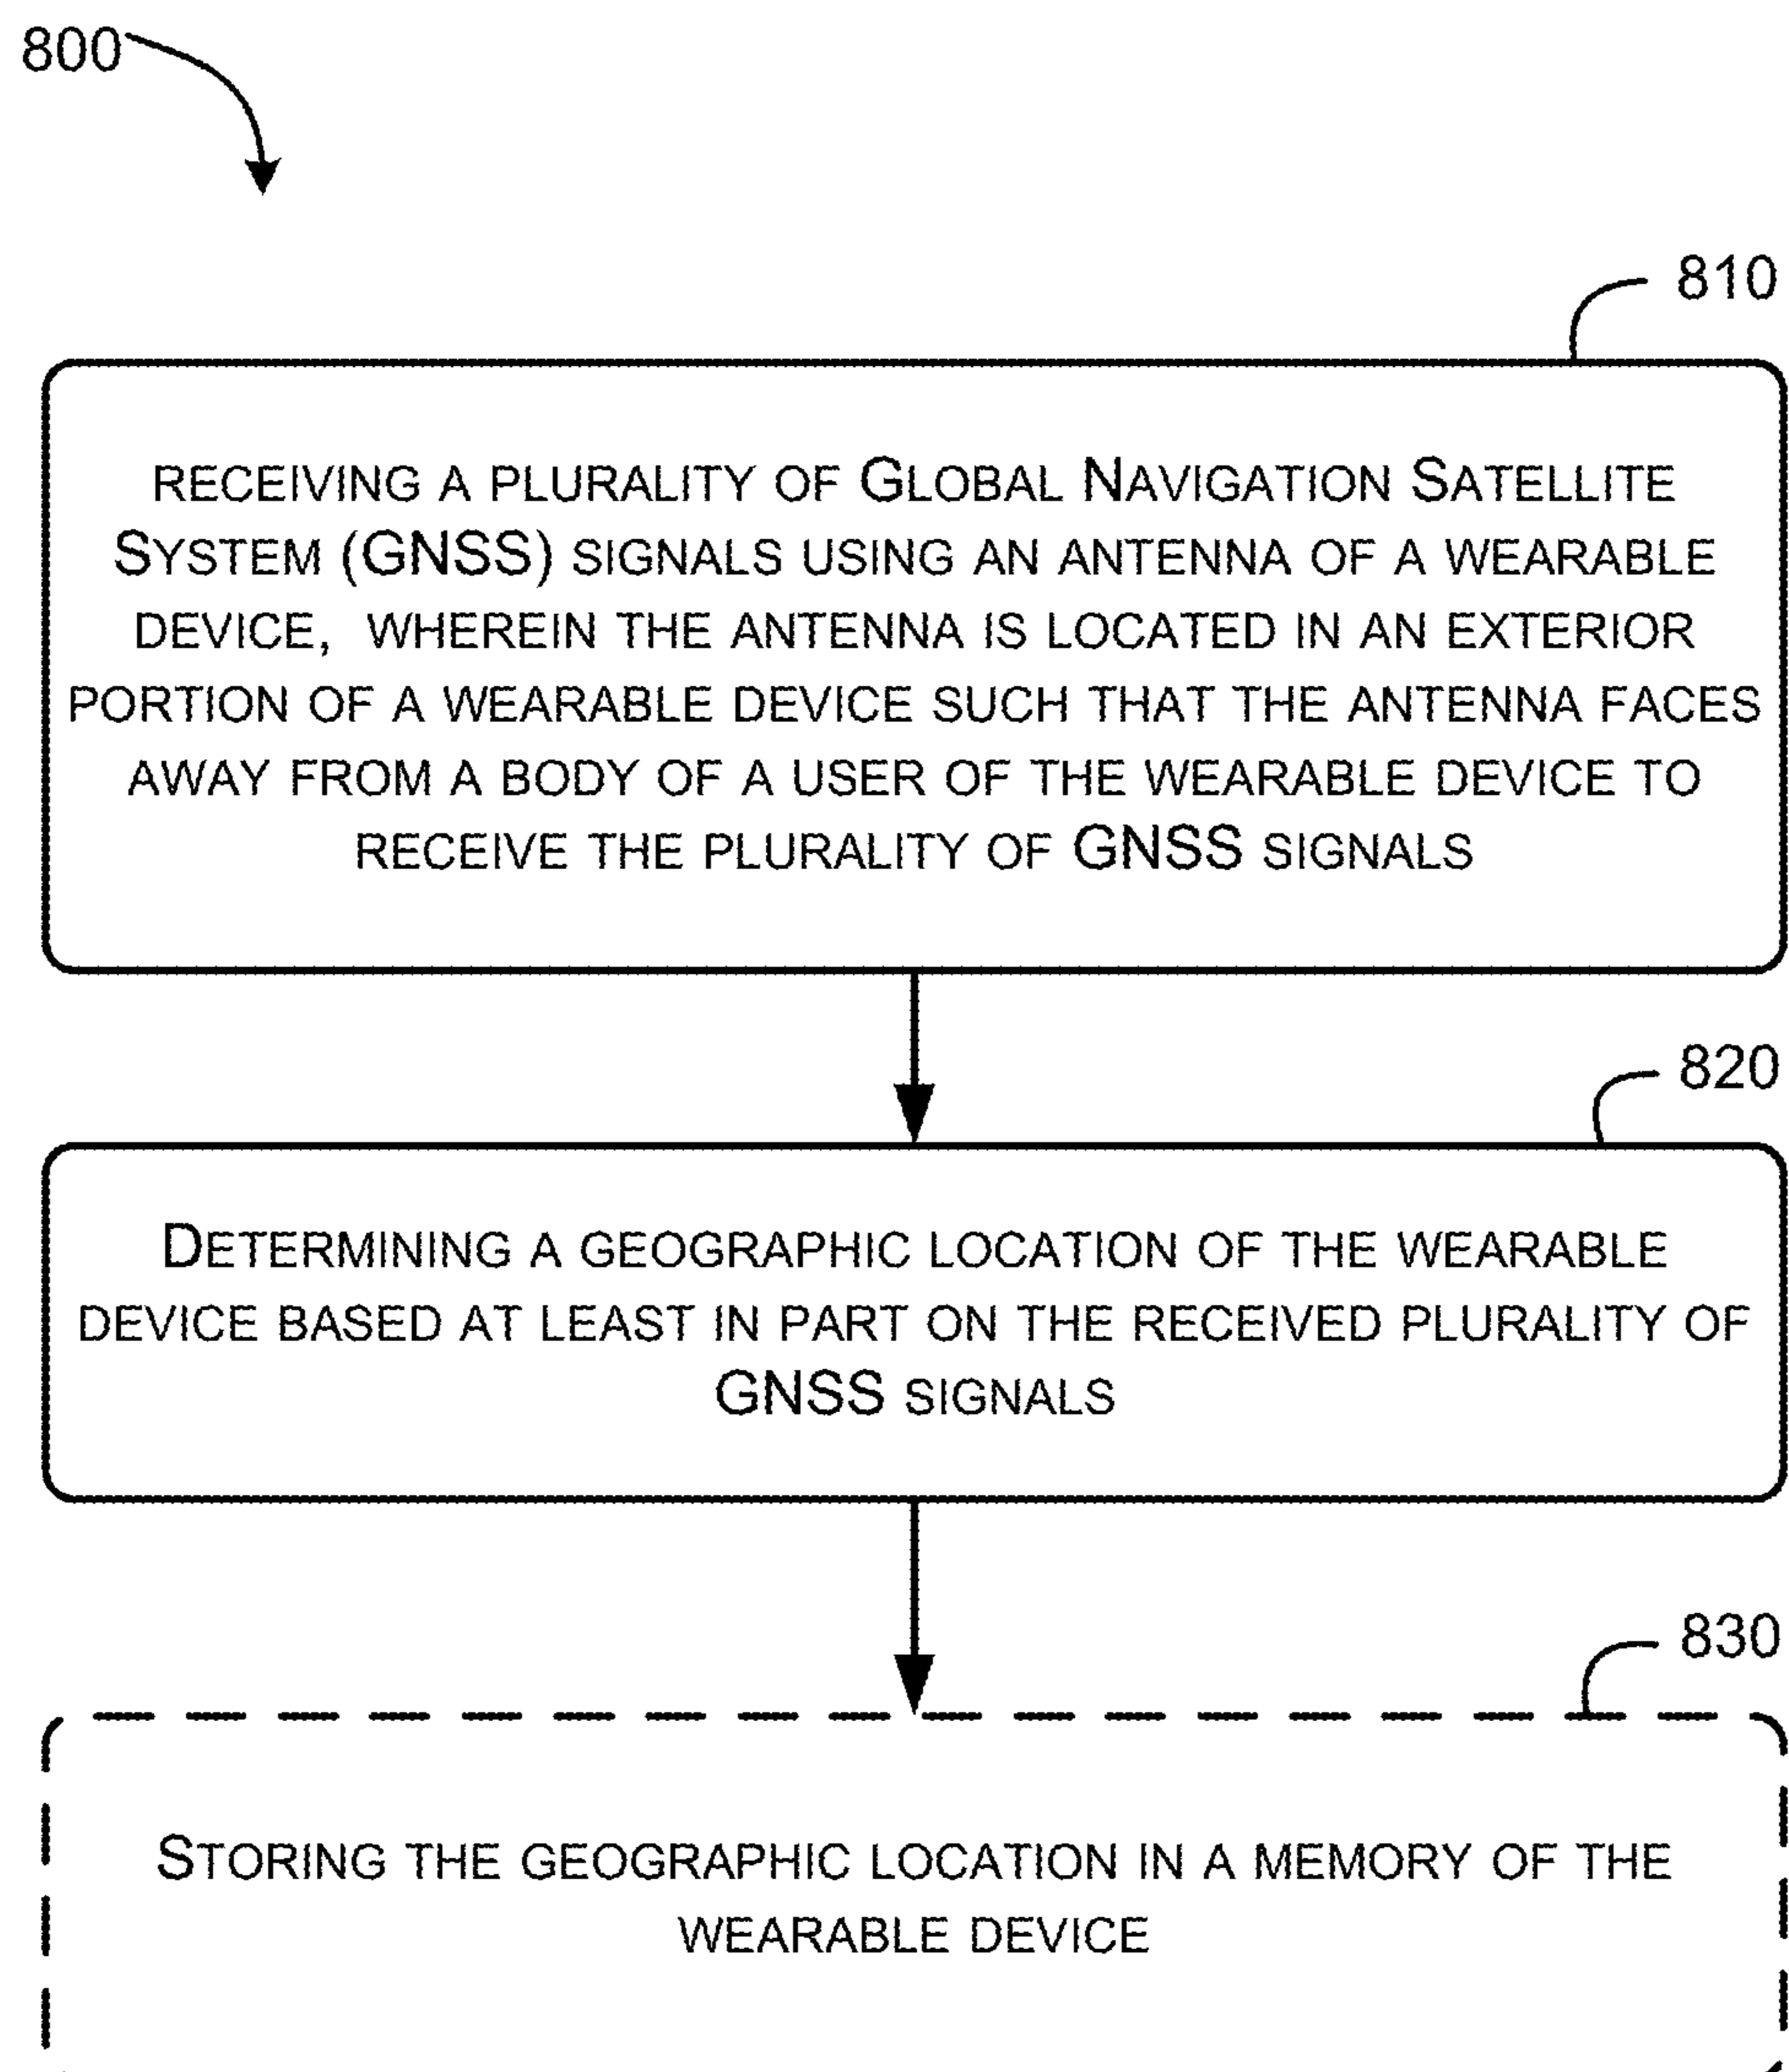 800
810
RECEIVING A PLURALITY OF GLOBAL NAVIGATION SATELLITE
SYSTEM (GNSS) SIGNALS USING AN ANTENNA OF A WEARABLE
DEVICE, WHEREIN THE ANTENNA IS LOCATED IN AN EXTERIOR
PORTION OF A WEARABLE DEVICE SUCH THAT THE ANTENNA FACES
AWAY FROM A BODY OF A USER OF THE WEARABLE DEVICE TO
RECEIVE THE PLURALITY OF GNSS SIGNALS
820
DETERMINING A GEOGRAPHIC LOCATION OF THE WEARABLE
DEVICE BASED AT LEAST IN PART ON THE RECEIVED PLURALITY OF
GNSS SIGNALS
830
STORING THE GEOGRAPHIC LOCATION IN A MEMORY OF THE
WEARABLE DEVICE